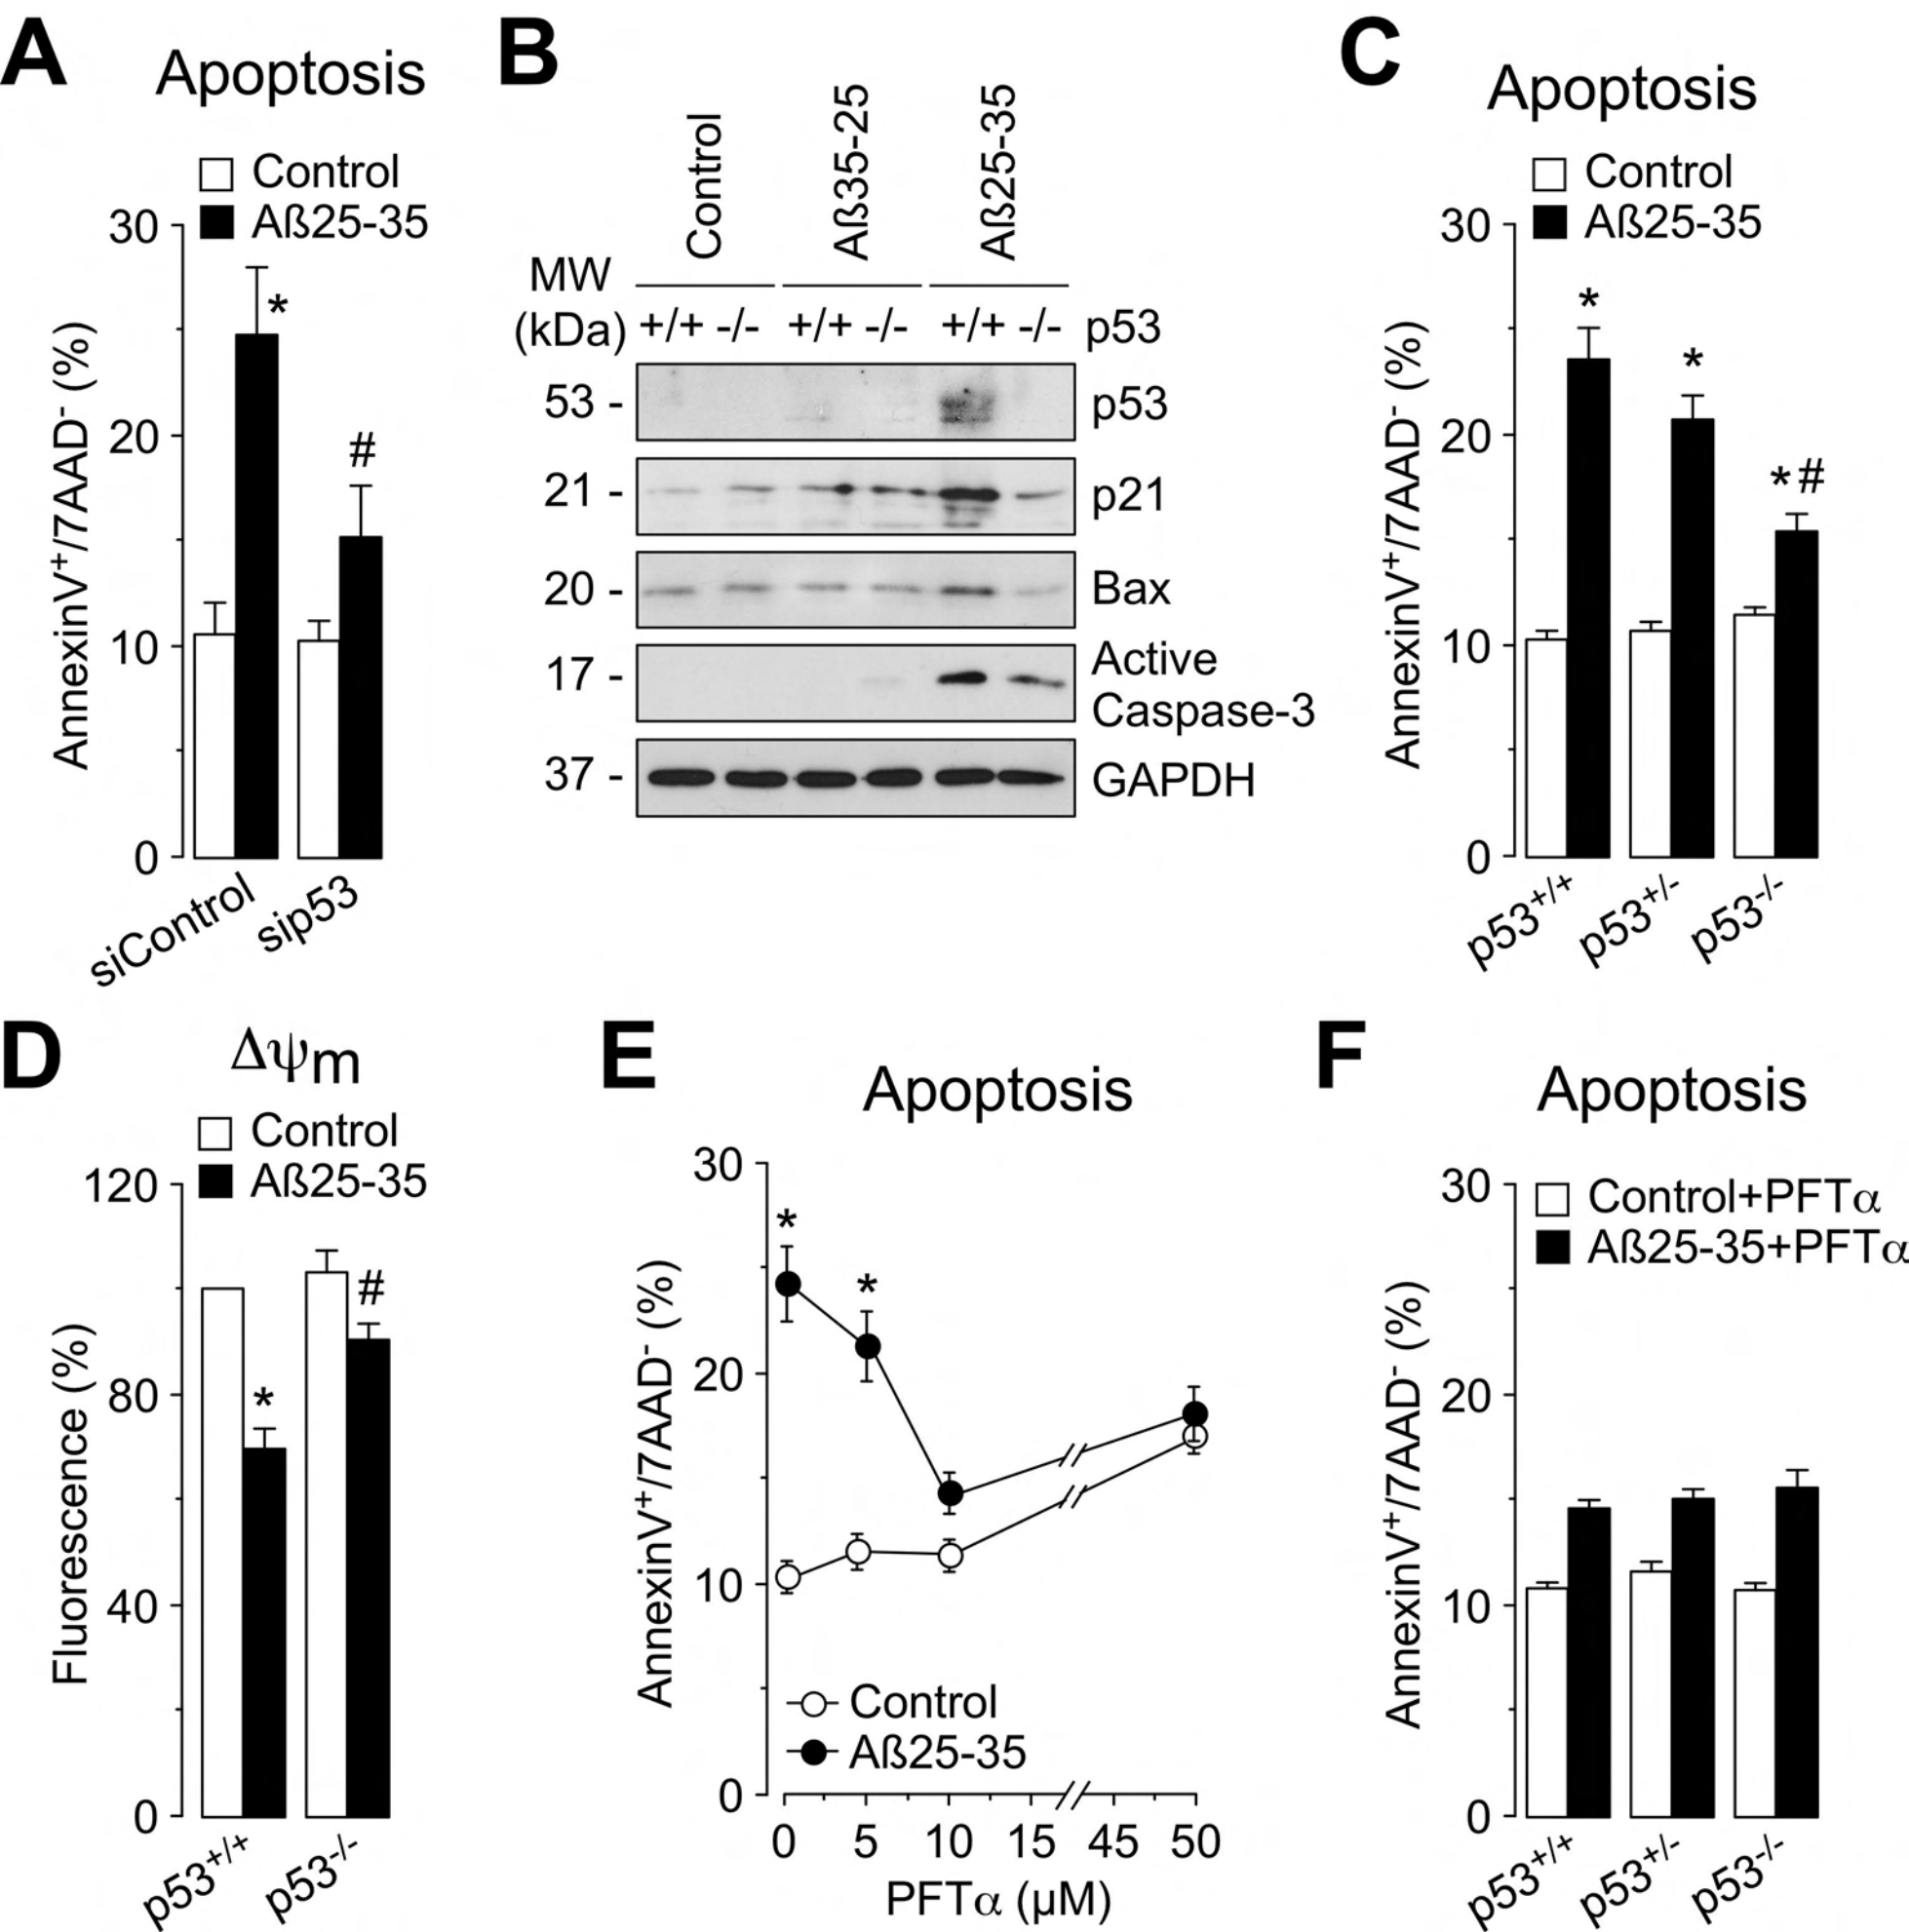 A
Apoptosis
Control
Aß25-35
30
20
10
0
AnnexinV⁺/7AAD⁻ (%)
siControl
sip53
B
Control
Aß35-25
Aß25-35
MW
(kDa)
+/+ -/- +/+ -/- +/+ -/- p53
53 - p53
21 - p21
20 - Bax
17 - Active
Caspase-3
37 - GAPDH
C
Apoptosis
Control
Aß25-35
30
20
10
0
AnnexinV⁺/7AAD⁻ (%)
*
*
*#
p53⁺/⁺
p53⁺/⁻
p53⁻/⁻
*
#
D
Δψm
Control
Aß25-35
120
80
40
0
Fluorescence (%)
*
#
p53⁺/⁺
p53⁻/⁻
E
Apoptosis
30
20
10
0
AnnexinV⁺/7AAD⁻ (%)
*
*
Control
Aß25-35
0 5 10 15 45 50
PFTα (µM)
F
Apoptosis
Control+PFTα
Aß25-35+PFTα
30
20
10
0
AnnexinV⁺/7AAD⁻ (%)
p53⁺/⁺
p53⁺/⁻
p53⁻/⁻